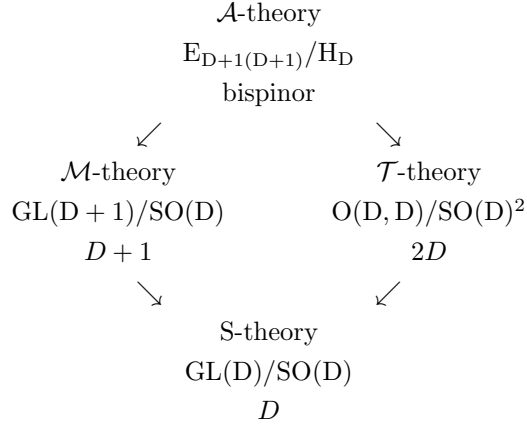 𝒜-theory
E_{D+1(D+1)}/H_D
bispinor
↙ ↘
ℳ-theory 𝒯-theory
GL(D + 1)/SO(D) O(D, D)/SO(D)²
D + 1 2D
↘ ↙
S-theory
GL(D)/SO(D)
D